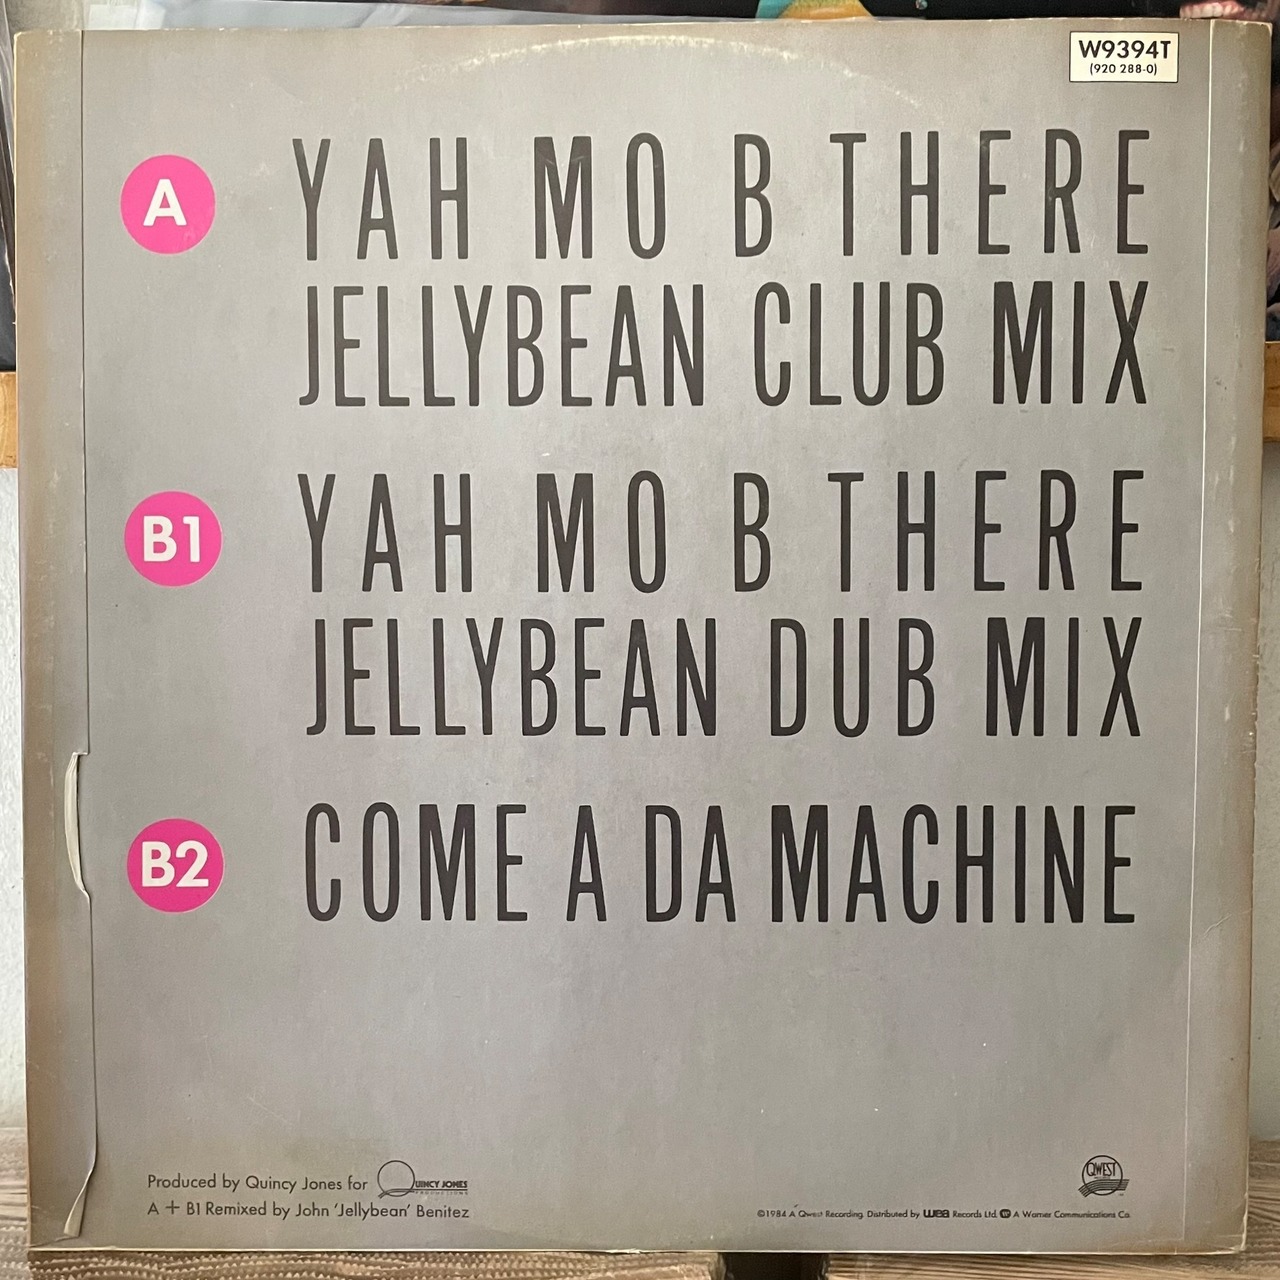 W9394T
(920 288-0)
A
YAH MO B THERE
JELLYBEAN CLUB MIX
B1
YAH MO B THERE
JELLYBEAN DUB MIX
B2
COME A DA MACHINE
Produced by Quincy Jones for QUINCY JONES
PRODUCTIONS
A + B1 Remixed by John 'Jellybean' Benitez
QWEST
©1984 A Qwest Recording. Distributed by wea Records Ltd. A Warner Communications Co.